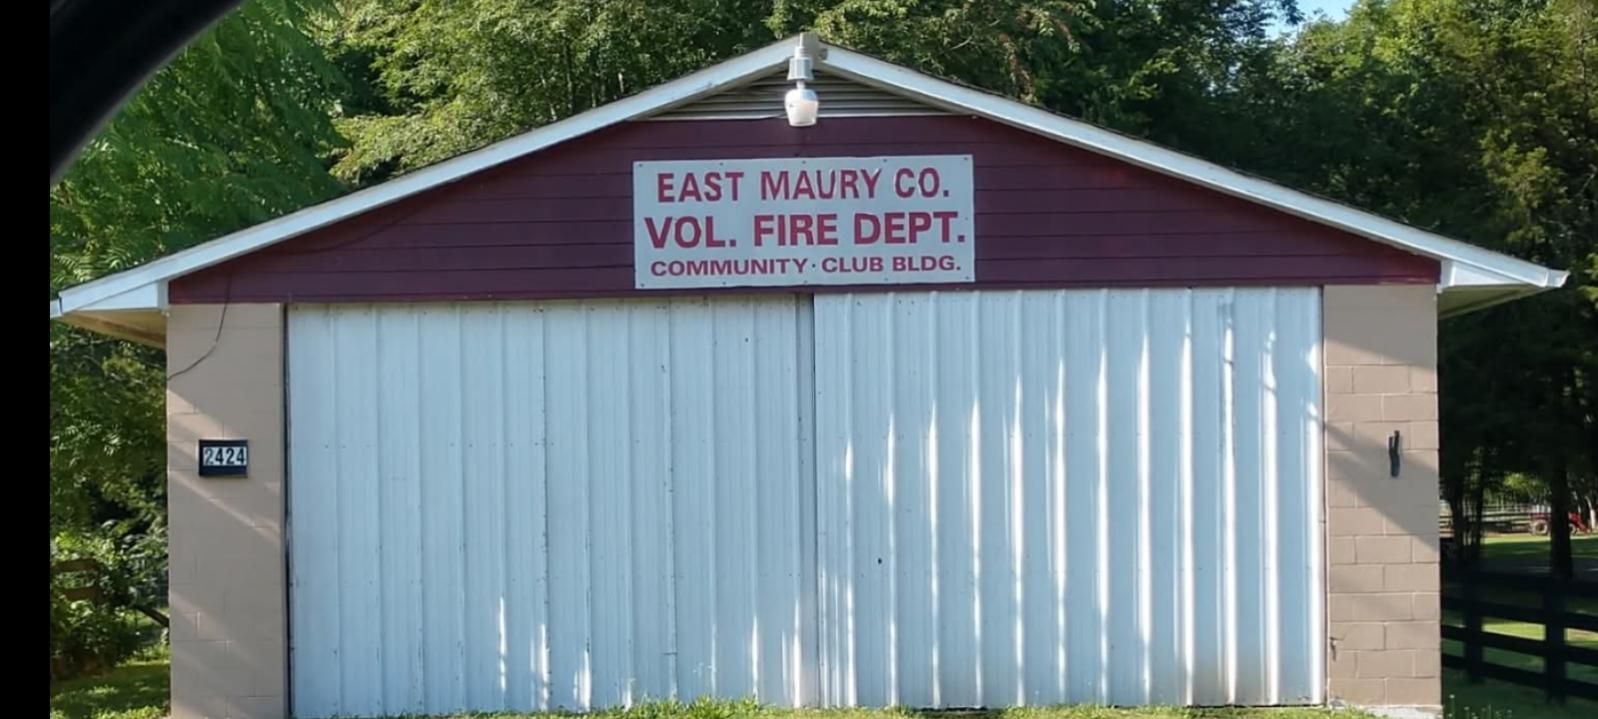 EAST MAURY CO.
VOL. FIRE DEPT.
COMMUNITY · CLUB BLDG.
2424